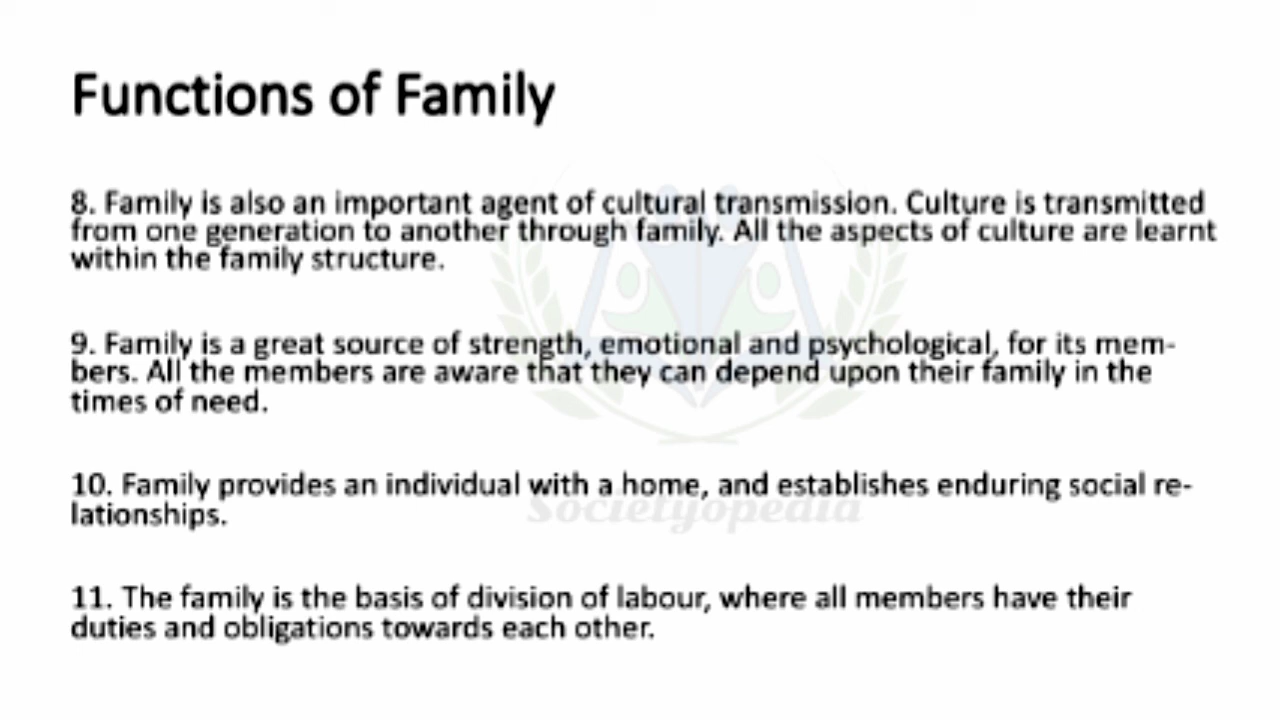 Functions of Family
8. Family is also an important agent of cultural transmission. Culture is transmitted
from one generation to another through family. All the aspects of culture are learnt
within the family structure.
9. Family is a great source of strength, emotional and psychological, for its mem-
bers. All the members are aware that they can depend upon their family in the
times of need.
10. Family provides an individual with a home, and establishes enduring social re-
lationships.
Societyopedia
11. The family is the basis of division of labour, where all members have their
duties and obligations towards each other.